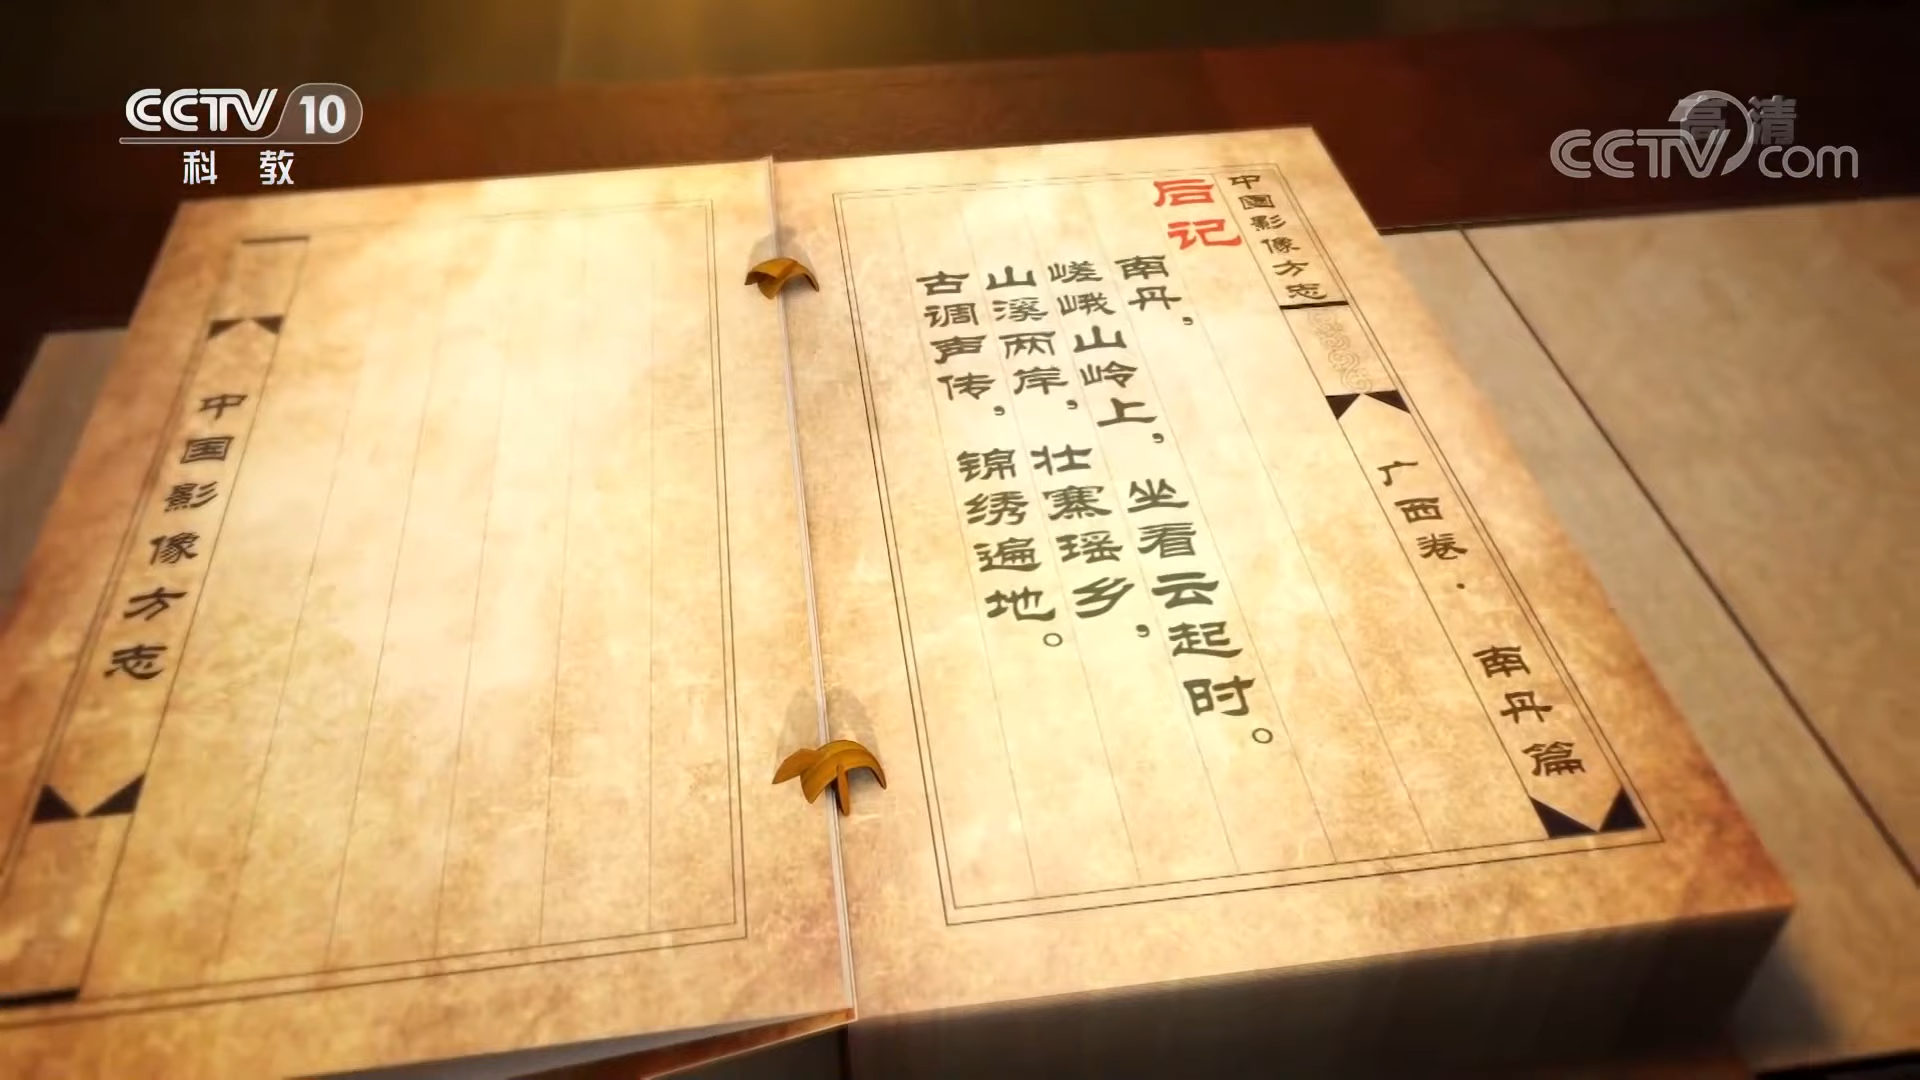 CCTV 10
科教
高清
CCTV.com
中国影像方志
广西卷·南丹篇
后记
南丹，
嵯峨山岭上，坐看云起时。
山溪两岸，壮寨瑶乡，
古调声传，锦绣遍地。
中国影像方志